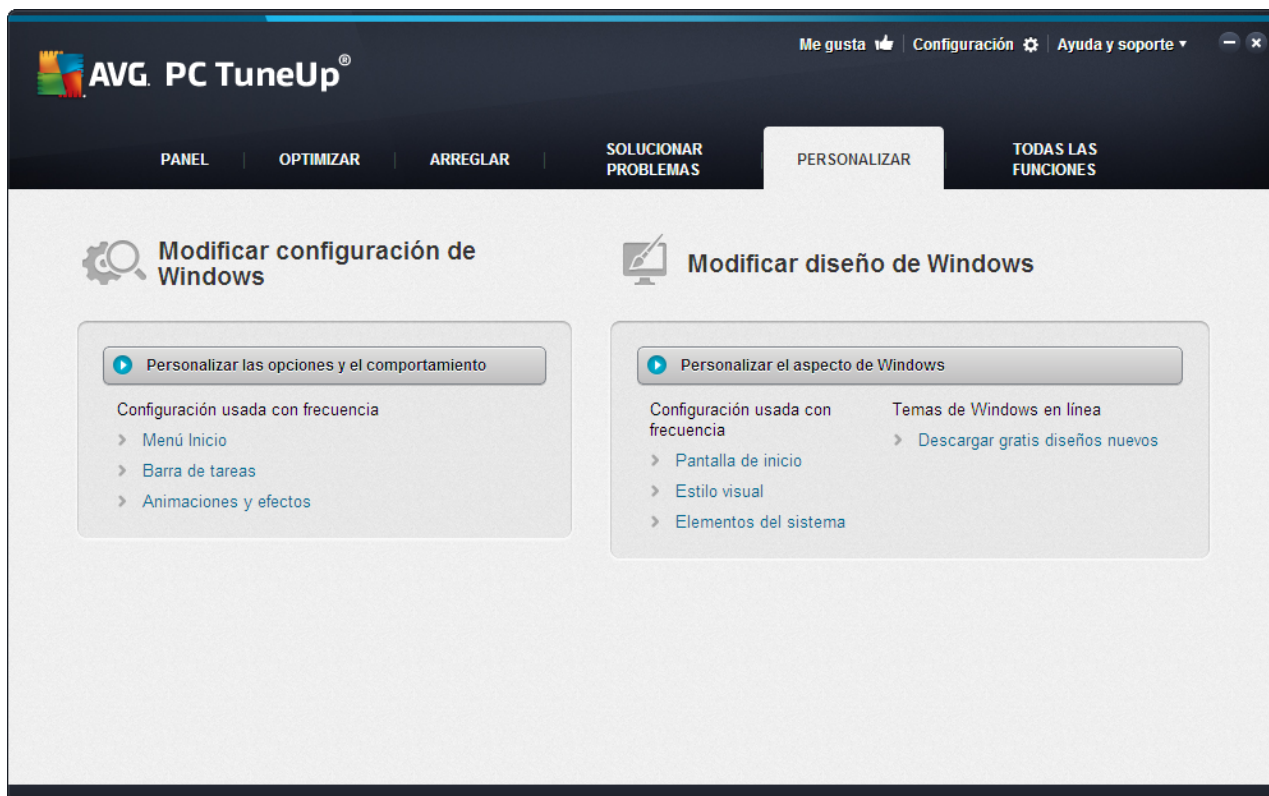 Me gusta Configuración Ayuda y soporte
AVG. PC TuneUp®
PANEL
OPTIMIZAR
ARREGLAR
SOLUCIONAR
PROBLEMAS
PERSONALIZAR
TODAS LAS
FUNCIONES
Modificar configuración de
Windows
Personalizar las opciones y el comportamiento
Configuración usada con frecuencia
Menú Inicio
Barra de tareas
Animaciones y efectos
Modificar diseño de Windows
Personalizar el aspecto de Windows
Configuración usada con
frecuencia
Pantalla de inicio
Estilo visual
Elementos del sistema
Temas de Windows en línea
Descargar gratis diseños nuevos